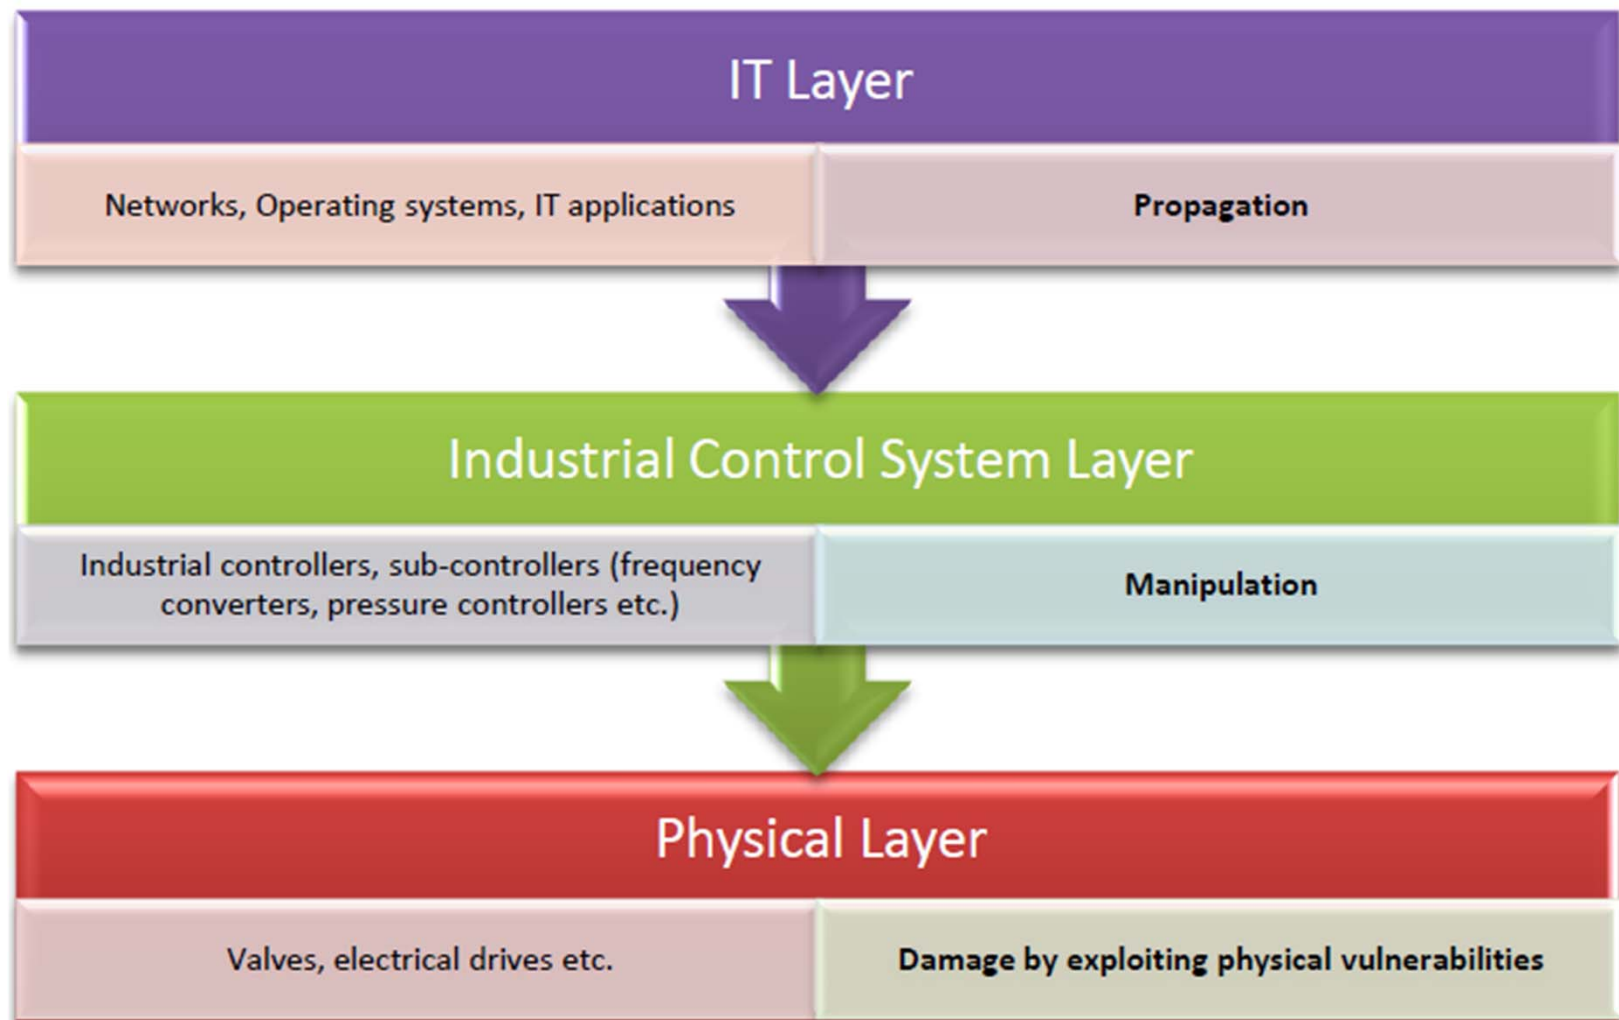 IT Layer
Networks, Operating systems, IT applications
Propagation
Industrial Control System Layer
Industrial controllers, sub-controllers (frequency
converters, pressure controllers etc.)
Manipulation
Physical Layer
Valves, electrical drives etc.
Damage by exploiting physical vulnerabilities